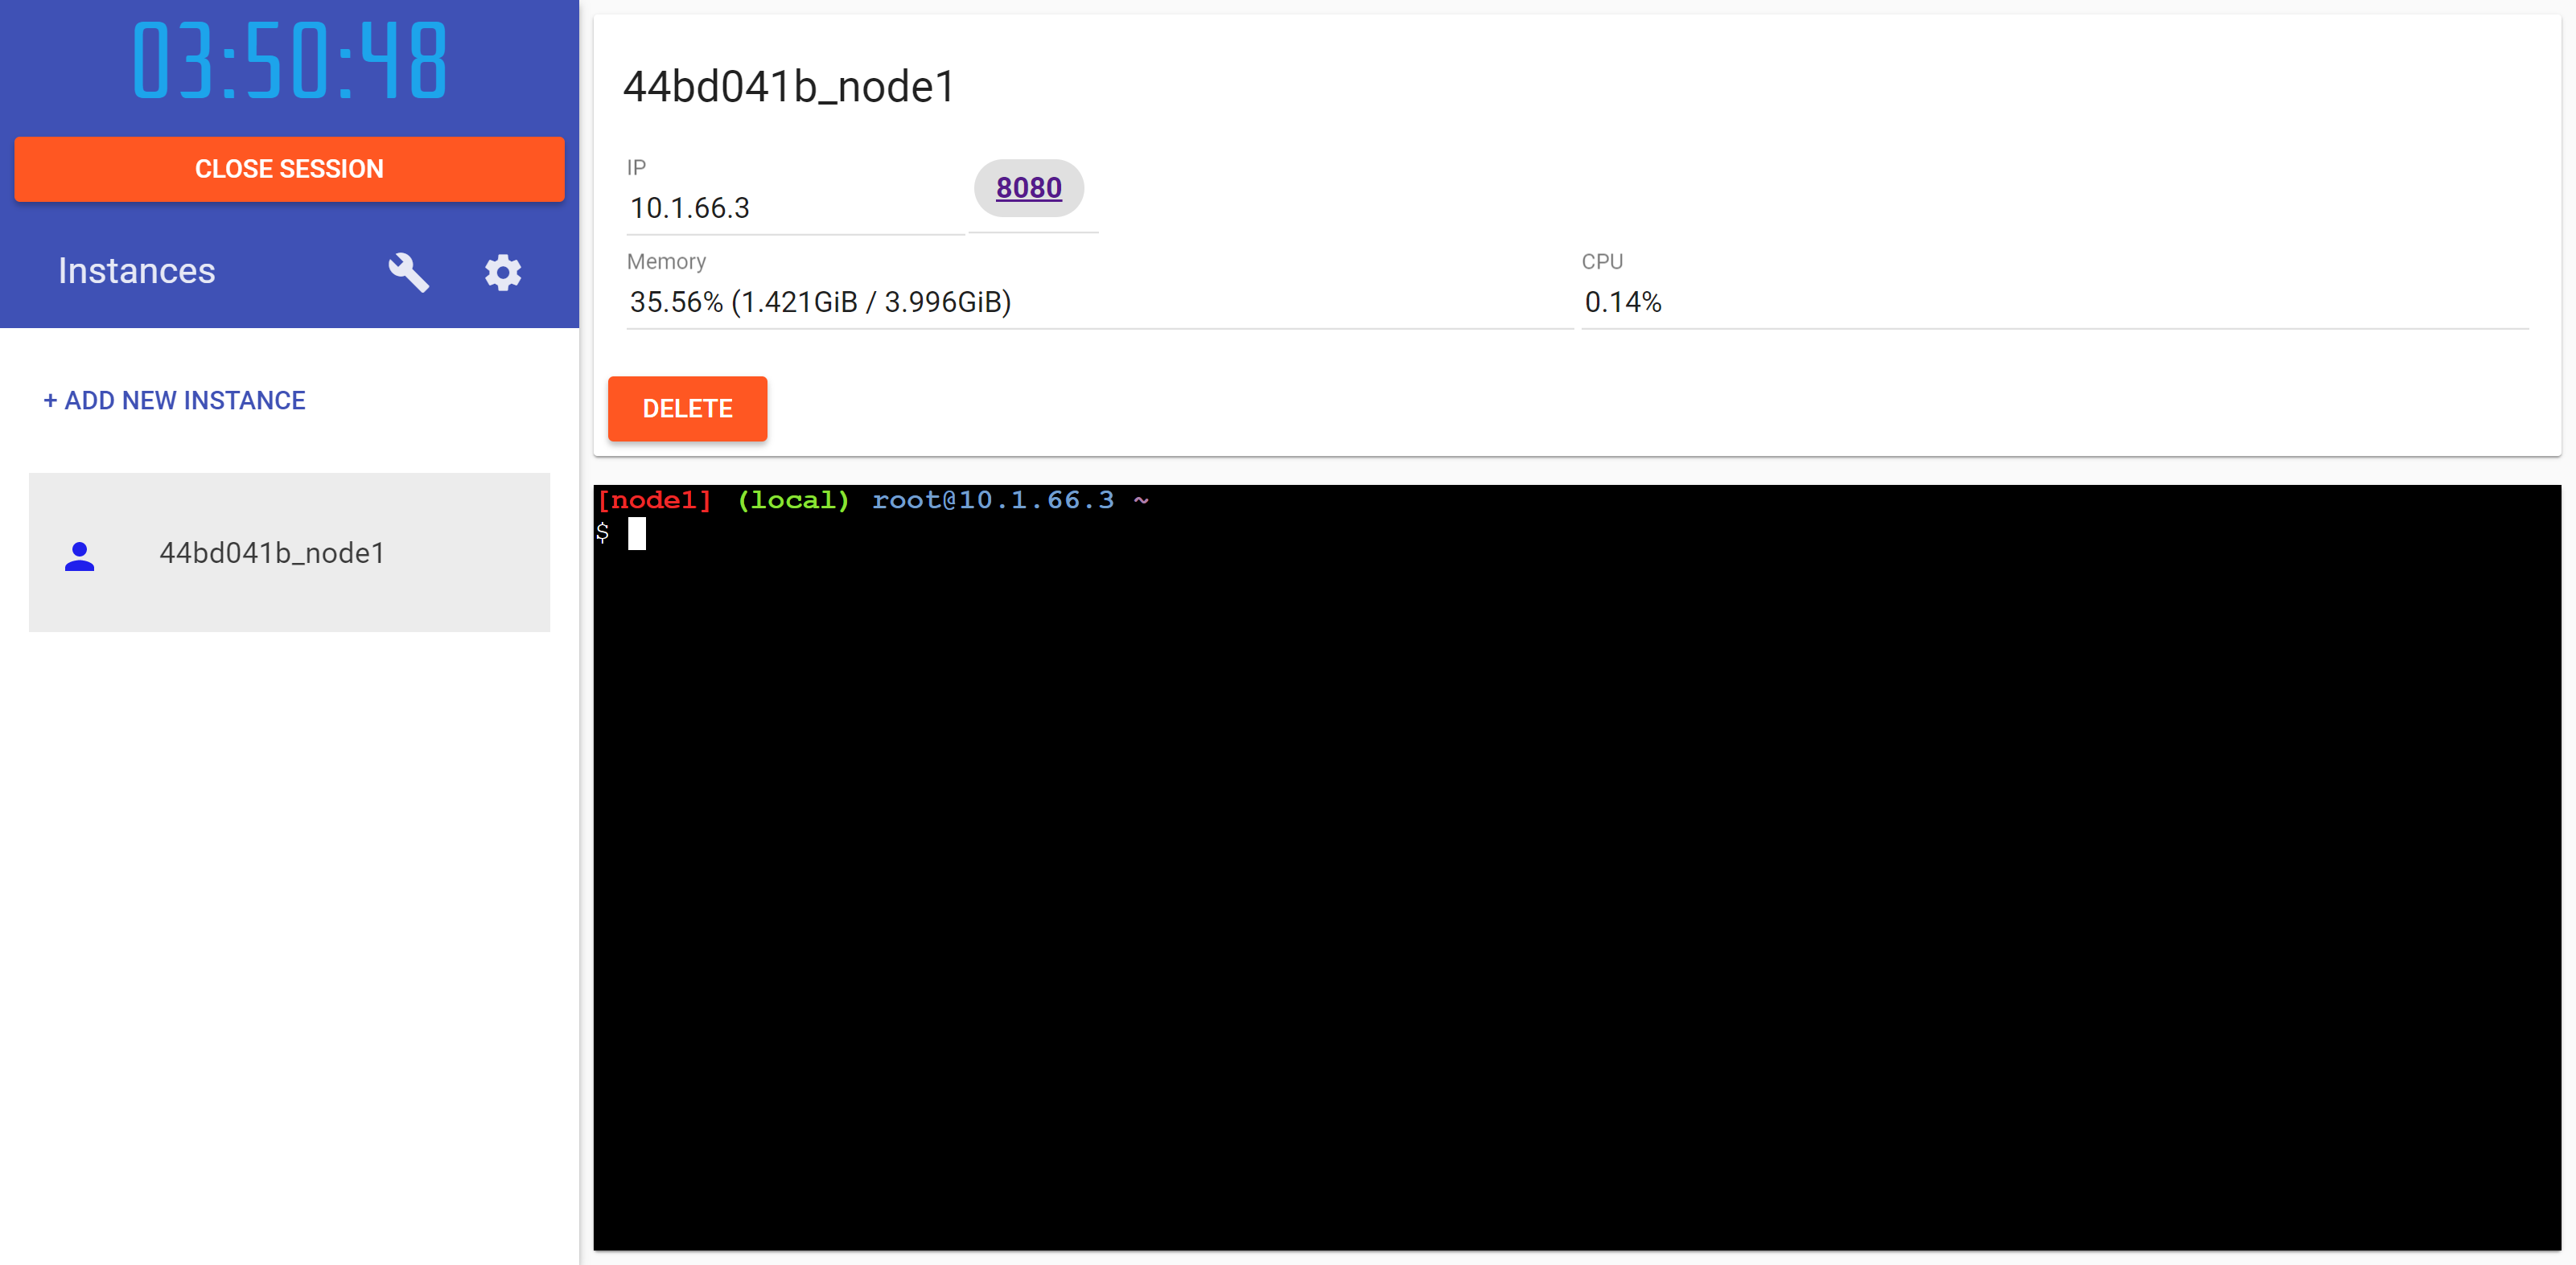 03:50:48
CLOSE SESSION
Instances
+ ADD NEW INSTANCE
44bd041b_node1
44bd041b_node1
IP
10.1.66.3
8080
Memory
35.56% (1.421GiB / 3.996GiB)
CPU
0.14%
DELETE
[node1] (local) root@10.1.66.3 ~
$